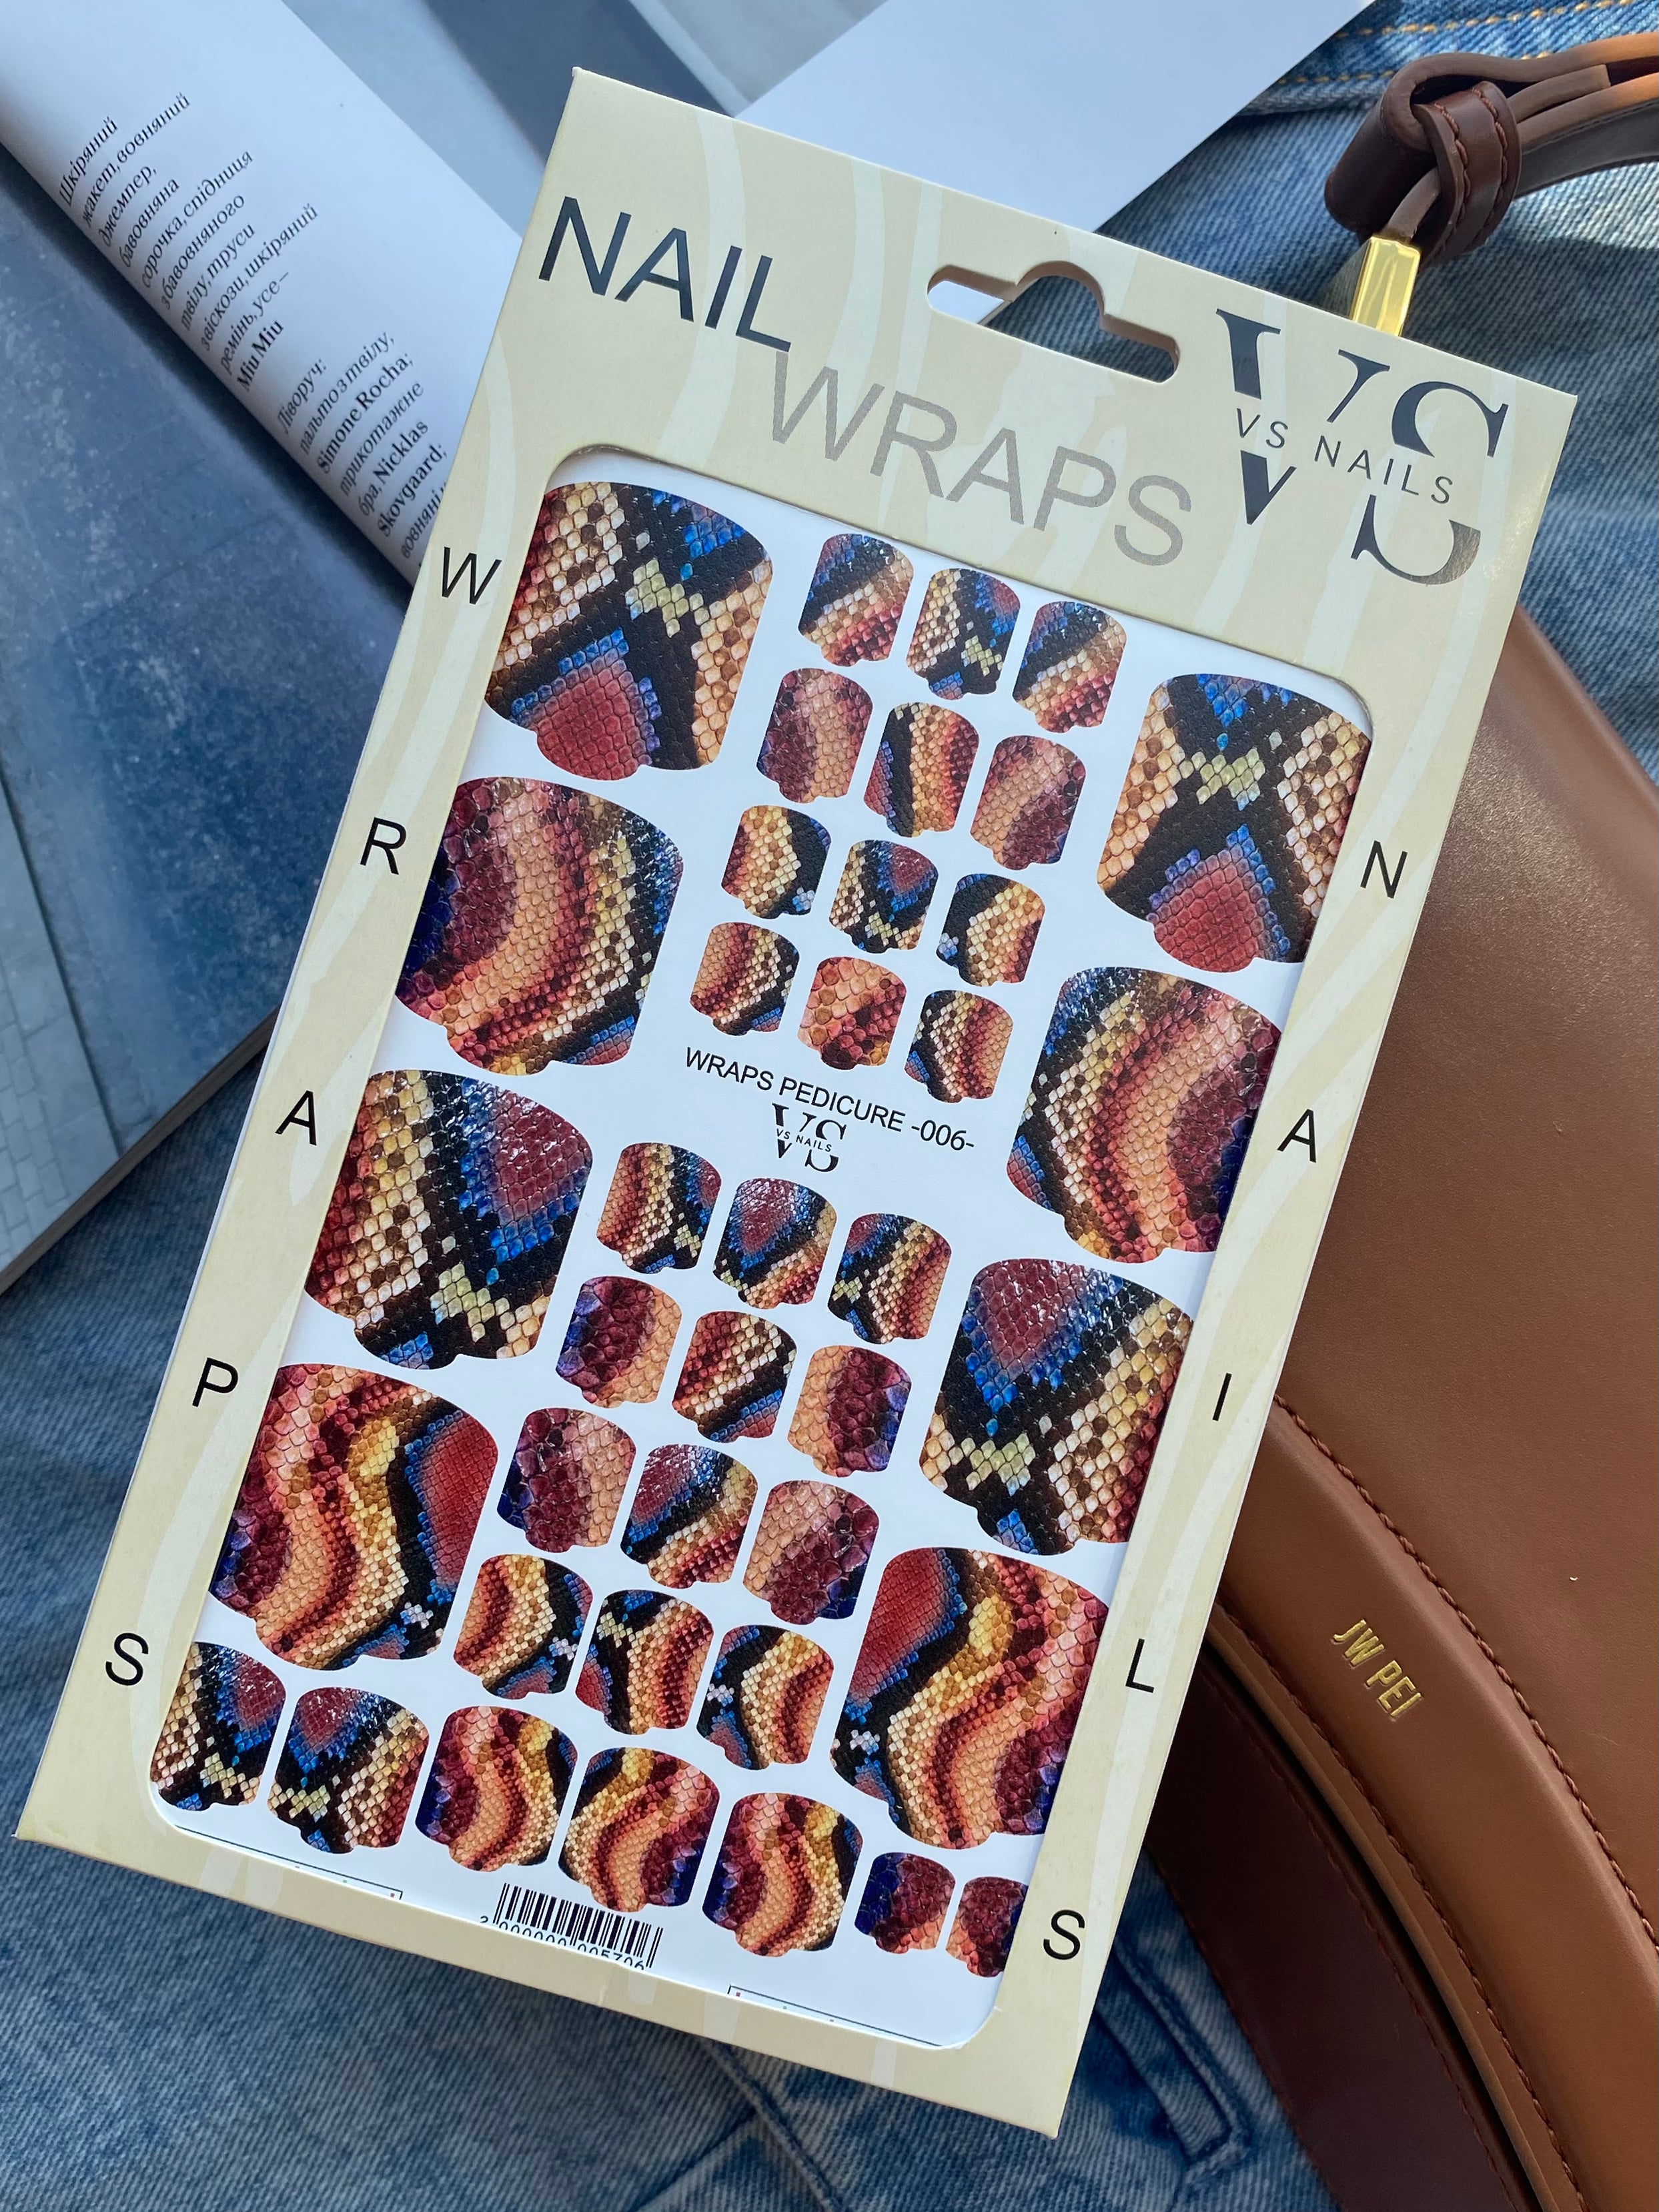 Шкіряний
жакет, вовняний
джемпер,
бавовняна
сорочка, спідниця
з бавовняного
твілу, труси
з віскози, шкіряний
ремінь, усе –
Miu Miu
Ліворуч:
пальто з твілу,
Simone Rocha;
трикотажне
бра, Nicklas
Skovgaard;
NAIL
WRAPS
VS
VS NAILS
W
R
A
P
S
N
A
I
L
S
WRAPS PEDICURE -006-
VS
VS NAILS
JW PEI